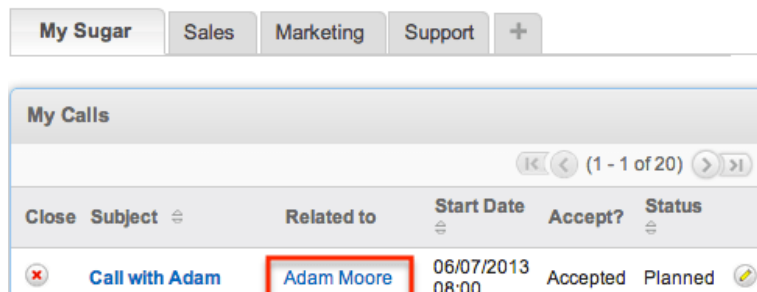 My Sugar Sales Marketing Support +
My Calls
(1 - 1 of 20)
Close Subject Related to Start Date Accept? Status
Call with Adam Adam Moore 06/07/2013 08:00 Accepted Planned